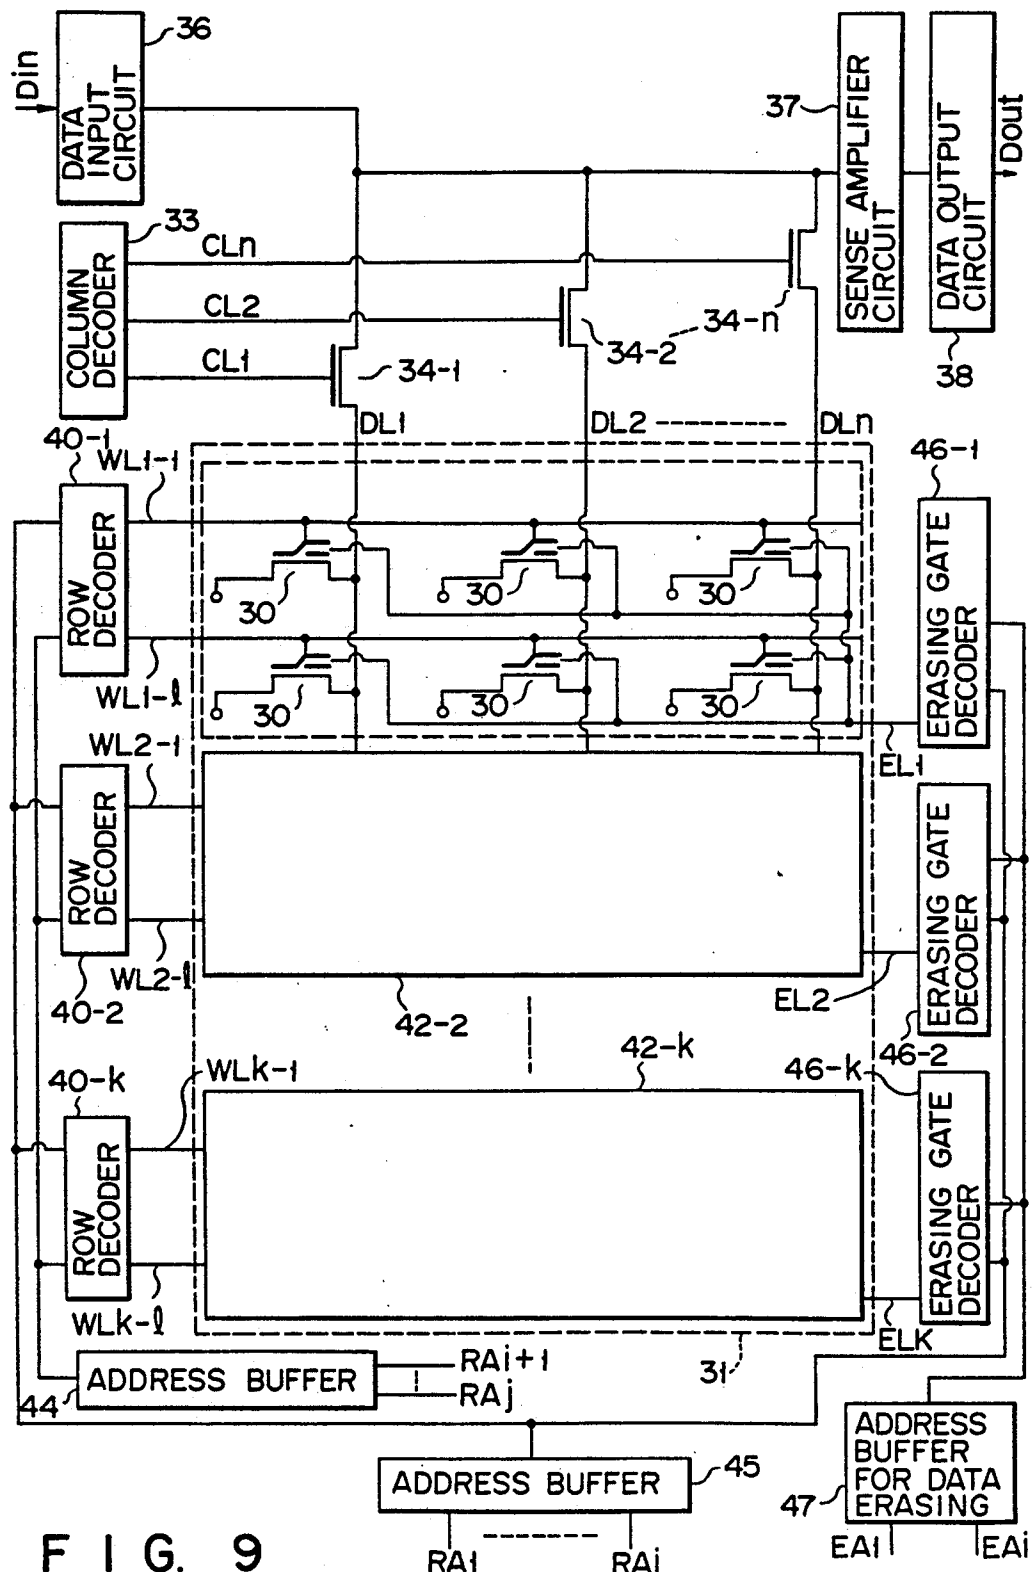 Din
DATA INPUT CIRCUIT
36
37
SENSE AMPLIFIER CIRCUIT
DATA OUTPUT CIRCUIT
Dout
38
33
COLUMN DECODER
CLn
CL2
CL1
34-1
34-2
34-n
DL1
DL2
DLn
40-1
WL1-1
ROW DECODER
WL1-l
30
30
30
30
30
30
46-1
ERASING GATE DECODER
EL1
WL2-1
ROW DECODER
WL2-l
40-2
42-2
EL2
ERASING GATE DECODER
46-2
40-k
WLk-1
42-k
46-k
ROW DECODER
WLk-l
ERASING GATE DECODER
ELK
31
ADDRESS BUFFER
44
RAi+1
RAj
ADDRESS BUFFER
45
RA1
RAi
ADDRESS
BUFFER
FOR DATA
ERASING
47
EA1
EAi
FIG. 9